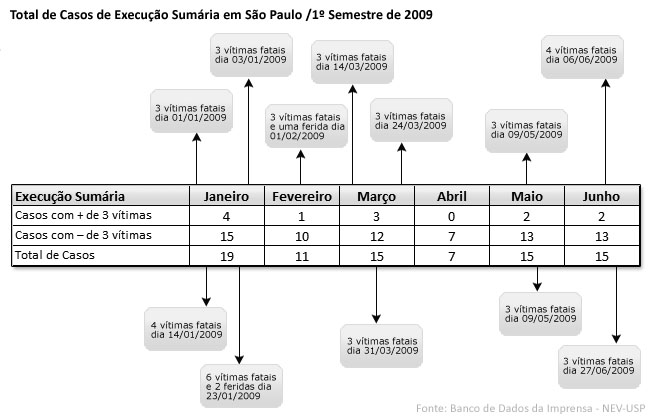 Total de Casos de Execução Sumária em São Paulo /1º Semestre de 2009
3 vítimas fatais
dia 03/01/2009
3 vítimas fatais
dia 14/03/2009
4 vítimas fatais
dia 06/06/2009
3 vítimas fatais
dia 01/01/2009
3 vítimas fatais
e uma ferida dia
01/02/2009
3 vítimas fatais
dia 24/03/2009
3 vítimas fatais
dia 09/05/2009
Execução Sumária Janeiro Fevereiro Março Abril Maio Junho
Casos com + de 3 vítimas 4 1 3 0 2 2
Casos com – de 3 vítimas 15 10 12 7 13 13
Total de Casos 19 11 15 7 15 15
4 vítimas fatais
dia 14/01/2009
6 vítimas fatais
e 2 feridas dia
23/01/2009
3 vítimas fatais
dia 31/03/2009
3 vítimas fatais
dia 09/05/2009
3 vítimas fatais
dia 27/06/2009
Fonte: Banco de Dados da Imprensa - NEV-USP